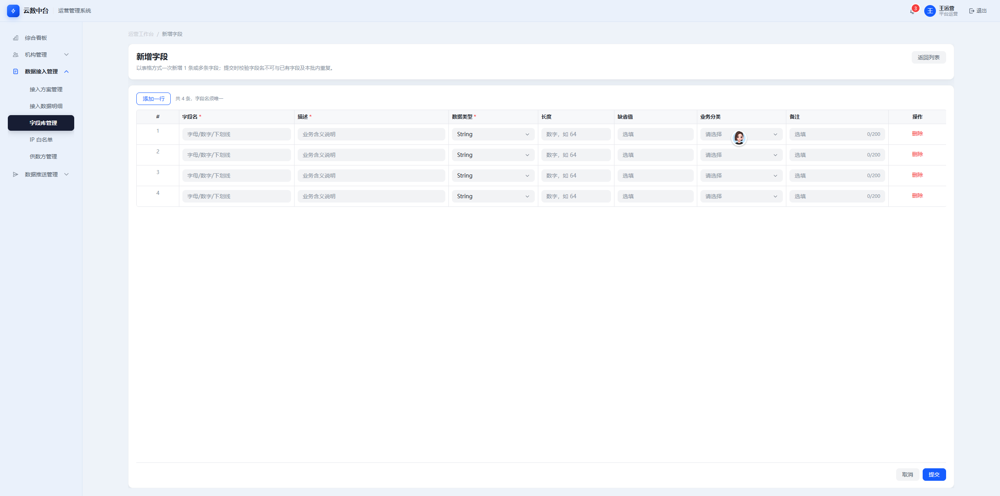 云数中台 运营管理系统 3 王 王运营 退出
平台运营
综合看板
机构管理
数据接入管理
接入方案管理
接入数据明细
字段库管理
IP 白名单
供数方管理
数据推送管理
运营工作台 / 新增字段
新增字段 返回列表
以表格方式一次新增 1 条或多条字段；提交时校验字段名不可与已有字段及本批内重复。
添加一行 共 4 条，字段名须唯一
# 字段名 * 描述 * 数据类型 * 长度 缺省值 业务分类 备注 操作
1 字母/数字/下划线 业务含义说明 String 数字，如 64 选填 请选择 选填 0/200 删除
2 字母/数字/下划线 业务含义说明 String 数字，如 64 选填 请选择 选填 0/200 删除
3 字母/数字/下划线 业务含义说明 String 数字，如 64 选填 请选择 选填 0/200 删除
4 字母/数字/下划线 业务含义说明 String 数字，如 64 选填 请选择 选填 0/200 删除
取消 提交